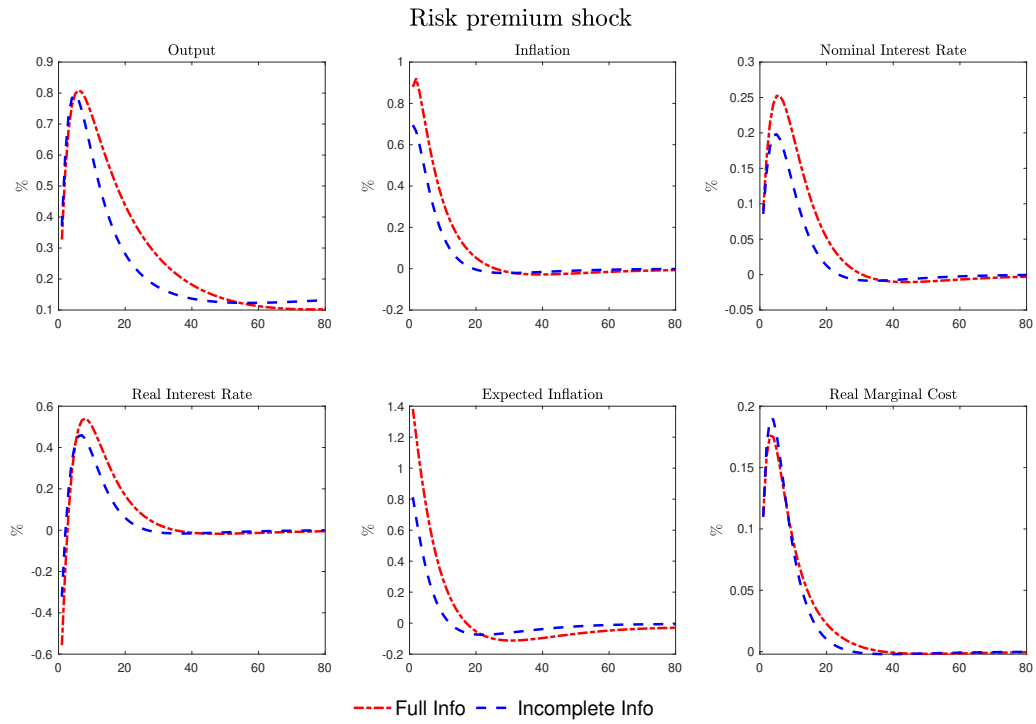 Risk premium shock
Output Inflation Nominal Interest Rate
0.9 1 0.3
0.8 0.8 0.25
0.7 0.6 0.2
0.6 0.4 0.15
0.5 0.2 0.1
0.4 0 0.05
0.3 -0.2 0
0.2 -0.05
0.1
% % %
0 20 40 60 80 0 20 40 60 80 0 20 40 60 80
Real Interest Rate Expected Inflation Real Marginal Cost
0.6 1.4 0.2
0.4 1.2 0.15
0.2 1 0.1
0 0.8 0.05
-0.2 0.6 0
-0.4 0.4
-0.6 0.2
0
-0.2
% % %
0 20 40 60 80 0 20 40 60 80 0 20 40 60 80
Full Info Incomplete Info